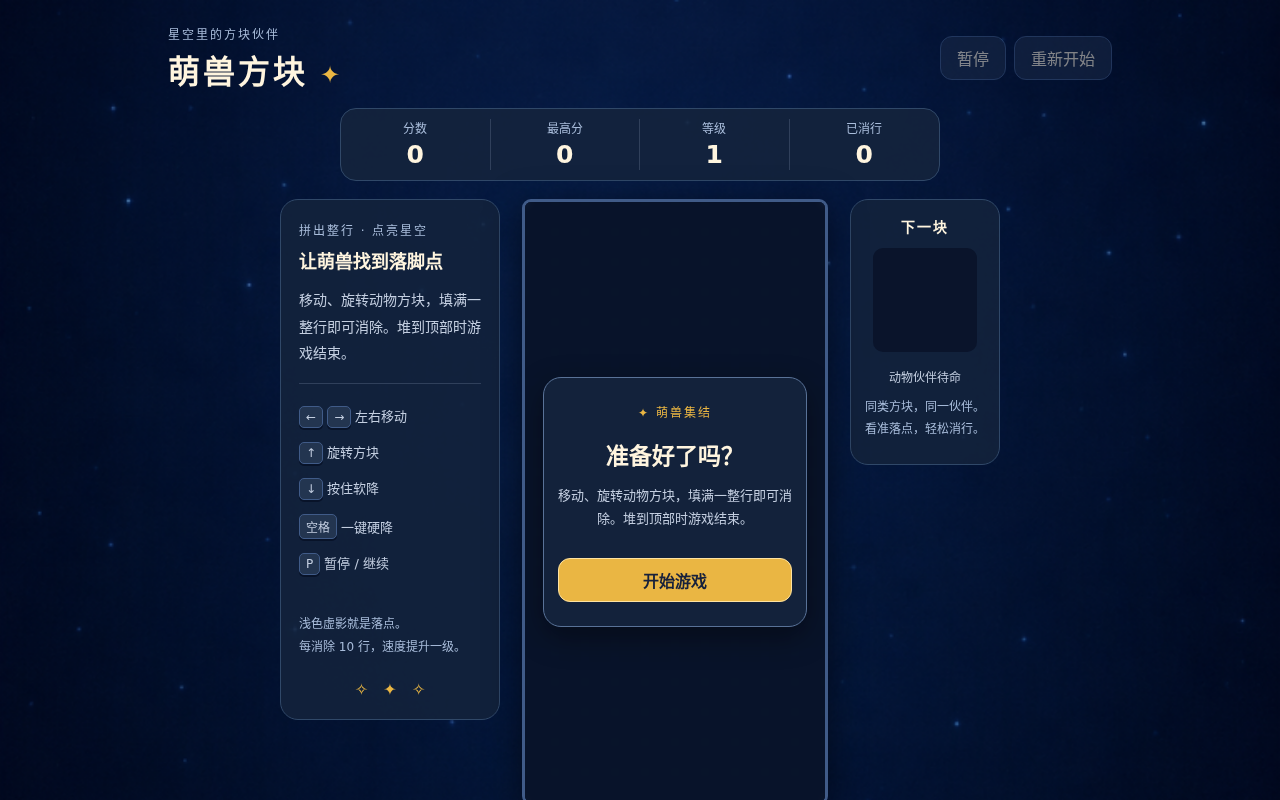 星空里的方块伙伴
萌兽方块 ✦
暂停
重新开始
分数
0
最高分
0
等级
1
已消行
0
拼出整行 · 点亮星空
让萌兽找到落脚点
移动、旋转动物方块，填满一
整行即可消除。堆到顶部时游
戏结束。
← → 左右移动
↑ 旋转方块
↓ 按住软降
空格 一键硬降
P 暂停 / 继续
浅色虚影就是落点。
每消除 10 行，速度提升一级。
✧ ✦ ✧
✦ 萌兽集结
准备好了吗？
移动、旋转动物方块，填满一整行即可消
除。堆到顶部时游戏结束。
开始游戏
下一块
动物伙伴待命
同类方块，同一伙伴。
看准落点，轻松消行。